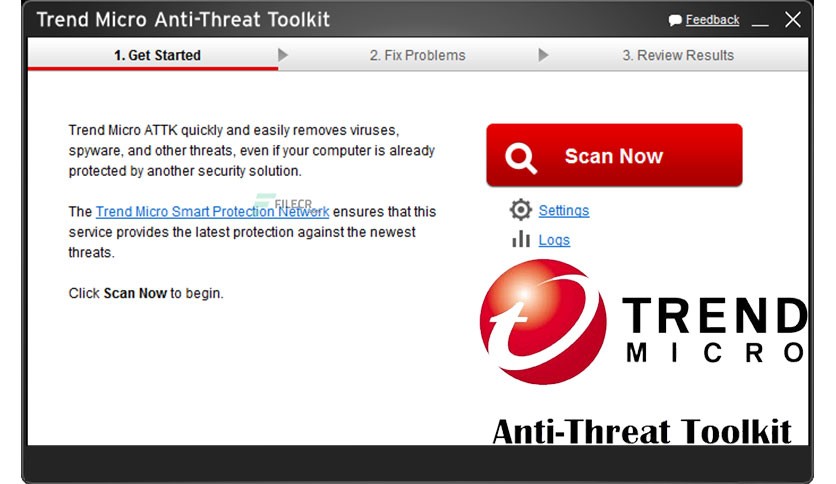 Trend Micro Anti-Threat Toolkit
Feedback
1. Get Started
2. Fix Problems
3. Review Results
Trend Micro ATTK quickly and easily removes viruses,
spyware, and other threats, even if your computer is already
protected by another security solution.
The Trend Micro Smart Protection Network ensures that this
service provides the latest protection against the newest
threats.
Click Scan Now to begin.
FILECR
Scan Now
Settings
Logs
TREND
MICRO
Anti-Threat Toolkit